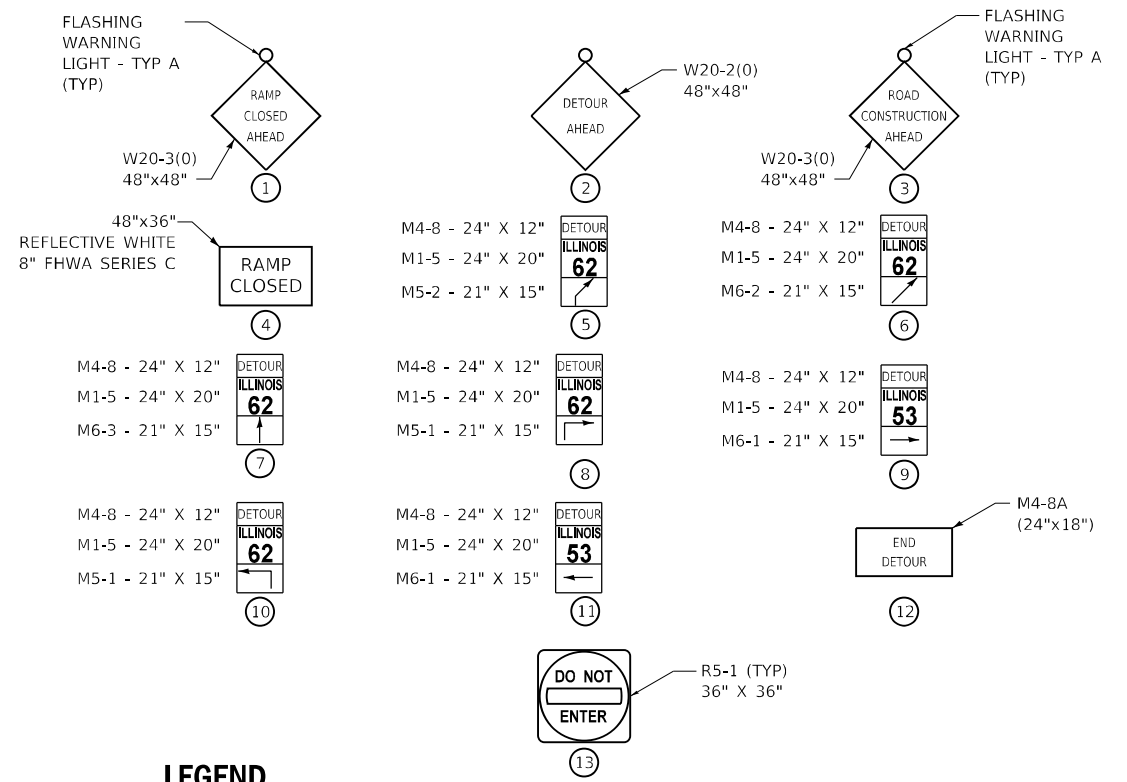 FLASHING
WARNING
LIGHT - TYP A
(TYP)
RAMP
CLOSED
AHEAD
W20-3(0)
48"x48"
1
DETOUR
AHEAD
W20-2(0)
48"x48"
2
FLASHING
WARNING
LIGHT - TYP A
(TYP)
ROAD
CONSTRUCTION
AHEAD
W20-3(0)
48"x48"
3
48"x36"
REFLECTIVE WHITE
8" FHWA SERIES C
RAMP
CLOSED
4
M4-8 - 24" X 12"
M1-5 - 24" X 20"
M5-2 - 21" X 15"
DETOUR
ILLINOIS
62
5
M4-8 - 24" X 12"
M1-5 - 24" X 20"
M6-2 - 21" X 15"
DETOUR
ILLINOIS
62
6
M4-8 - 24" X 12"
M1-5 - 24" X 20"
M6-3 - 21" X 15"
DETOUR
ILLINOIS
62
7
M4-8 - 24" X 12"
M1-5 - 24" X 20"
M5-1 - 21" X 15"
DETOUR
ILLINOIS
62
8
M4-8 - 24" X 12"
M1-5 - 24" X 20"
M6-1 - 21" X 15"
DETOUR
ILLINOIS
53
9
M4-8 - 24" X 12"
M1-5 - 24" X 20"
M5-1 - 21" X 15"
DETOUR
ILLINOIS
62
10
M4-8 - 24" X 12"
M1-5 - 24" X 20"
M6-1 - 21" X 15"
DETOUR
ILLINOIS
53
11
M4-8A
(24"x18")
END
DETOUR
12
DO NOT
ENTER
R5-1 (TYP)
36" X 36"
13
LEGEND